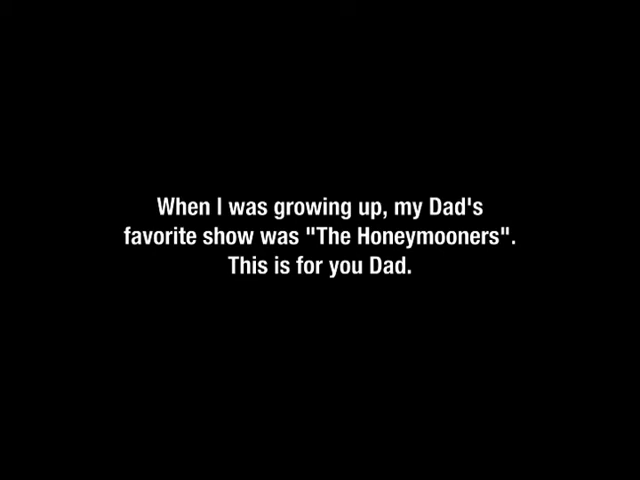 When I was growing up, my Dad's
favorite show was "The Honeymooners".
This is for you Dad.